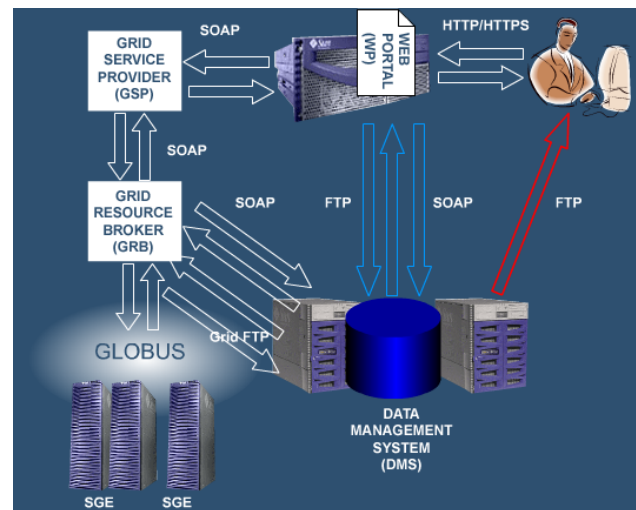 GRID
SERVICE
PROVIDER
(GSP)
SOAP
Sun
WEB
PORTAL
(WP)
HTTP/HTTPS
SOAP
GRID
RESOURCE
BROKER
(GRB)
SOAP
FTP
SOAP
FTP
Grid FTP
GLOBUS
DATA
MANAGEMENT
SYSTEM
(DMS)
SGE
SGE